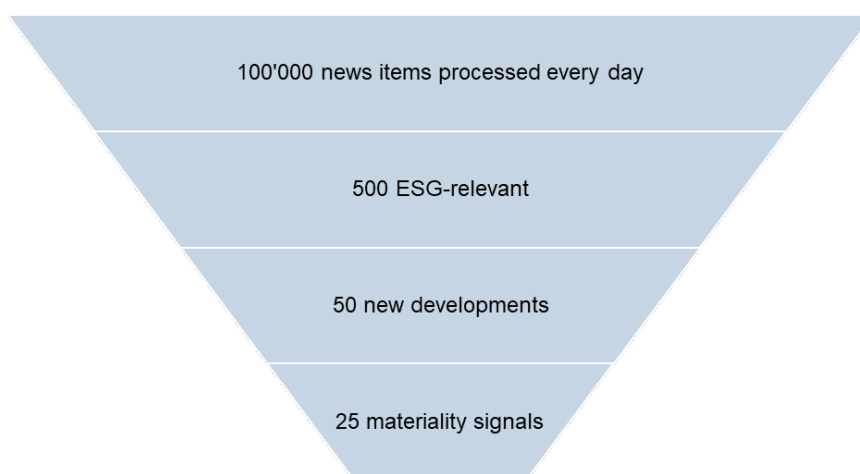 100'000 news items processed every day
500 ESG-relevant
50 new developments
25 materiality signals